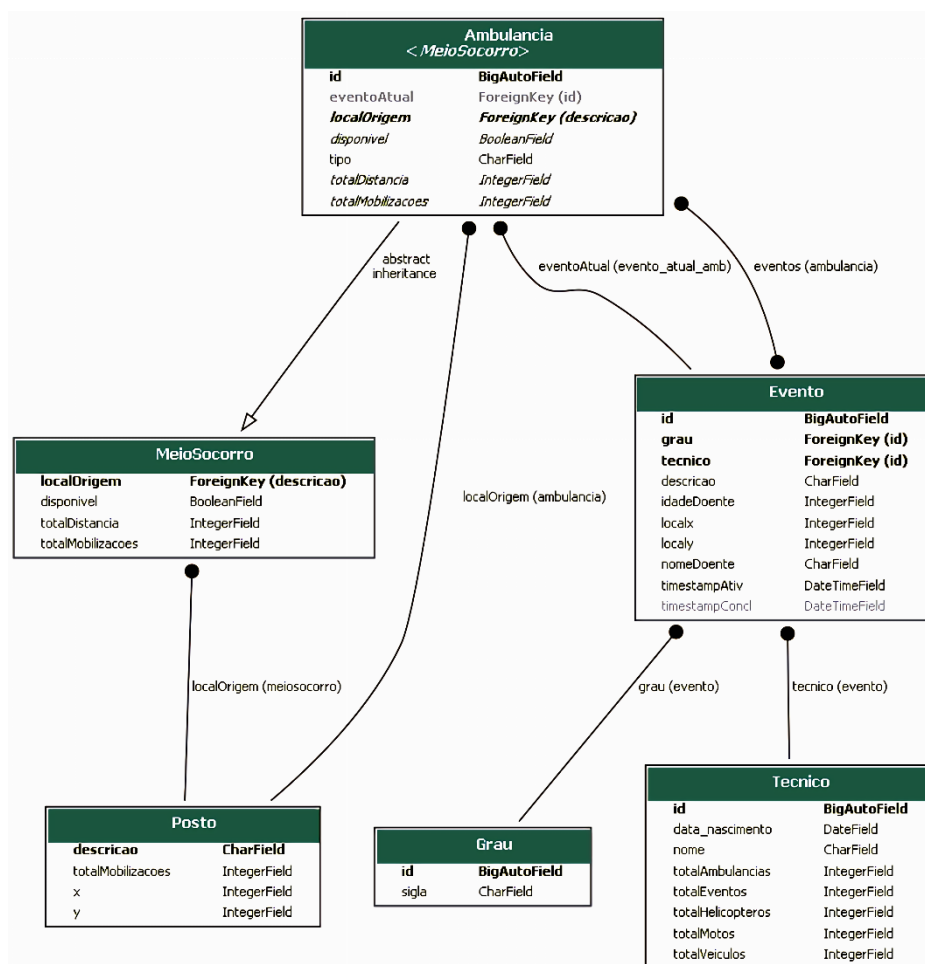 Ambulancia
<MeioSocorro>
id BigAutoField
eventoAtual ForeignKey (id)
localOrigem ForeignKey (descricao)
disponivel BooleanField
tipo CharField
totalDistancia IntegerField
totalMobilizacoes IntegerField
abstract
inheritance
eventoAtual (evento_atual_amb)
eventos (ambulancia)
Evento
id BigAutoField
grau ForeignKey (id)
tecnico ForeignKey (id)
descricao CharField
idadeDoente IntegerField
localx IntegerField
localy IntegerField
nomeDoente CharField
timestampAtiv DateTimeField
timestampConcl DateTimeField
MeioSocorro
localOrigem ForeignKey (descricao)
disponivel BooleanField
totalDistancia IntegerField
totalMobilizacoes IntegerField
localOrigem (ambulancia)
localOrigem (meiosocorro)
grau (evento)
tecnico (evento)
Posto
descricao CharField
totalMobilizacoes IntegerField
x IntegerField
y IntegerField
Grau
id BigAutoField
sigla CharField
Tecnico
id BigAutoField
data_nascimento DateField
nome CharField
totalAmbulancias IntegerField
totalEventos IntegerField
totalHelicopteros IntegerField
totalMotos IntegerField
totalVeiculos IntegerField